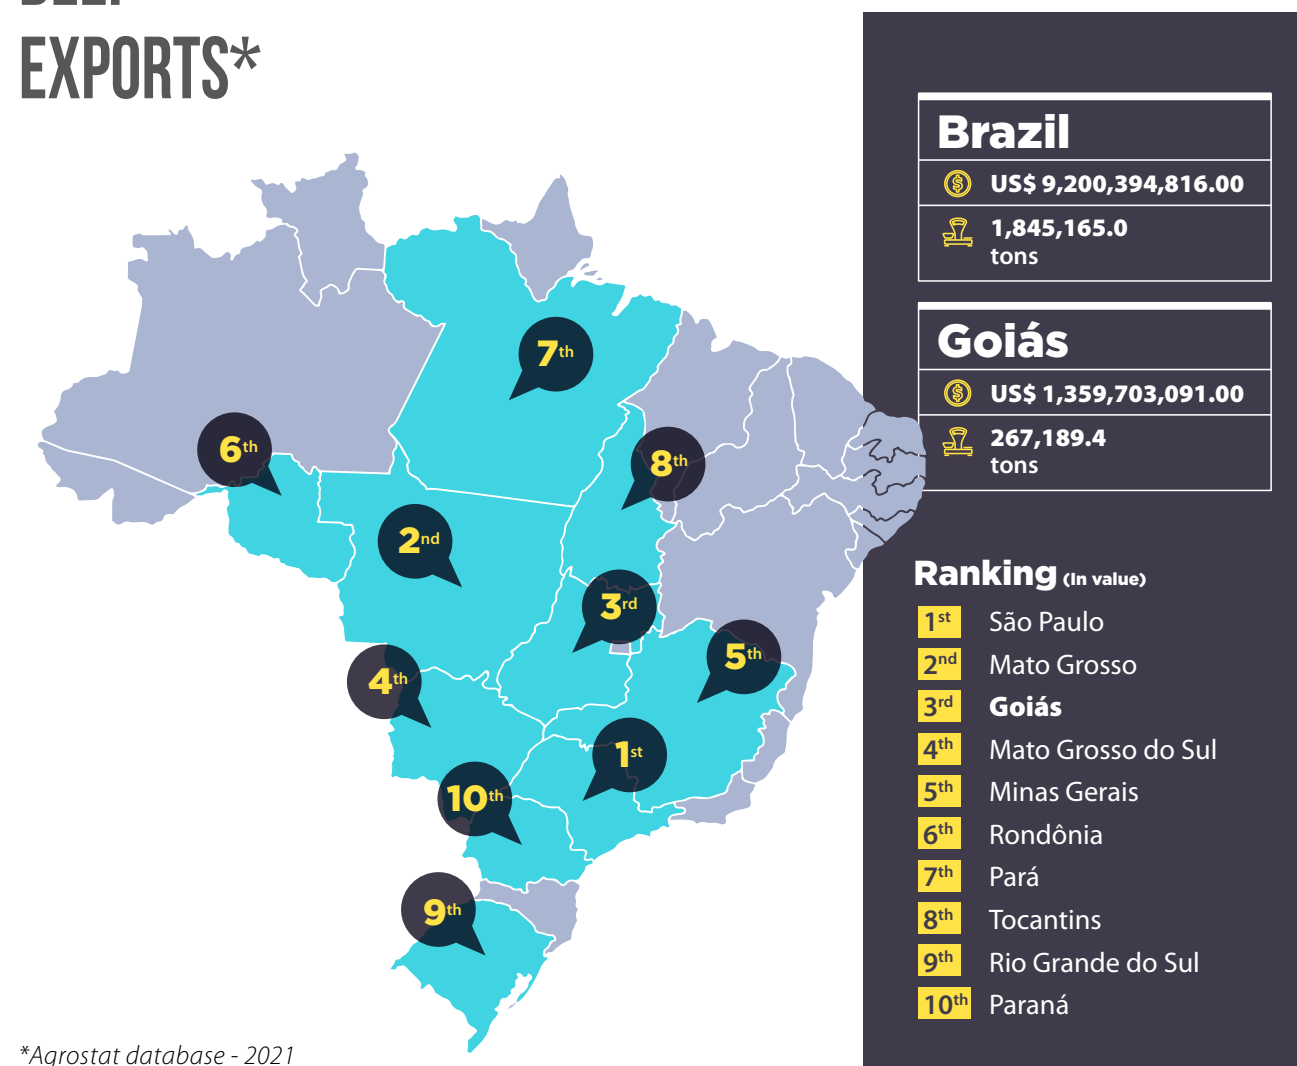 EXPORTS*
Brazil
US$ 9,200,394,816.00
1,845,165.0
tons
Goiás
US$ 1,359,703,091.00
267,189.4
tons
7th
6th
8th
2nd
3rd
5th
4th
1st
10th
9th
Ranking (In value)
1st São Paulo
2nd Mato Grosso
3rd Goiás
4th Mato Grosso do Sul
5th Minas Gerais
6th Rondônia
7th Pará
8th Tocantins
9th Rio Grande do Sul
10th Paraná
*Agrostat database - 2021